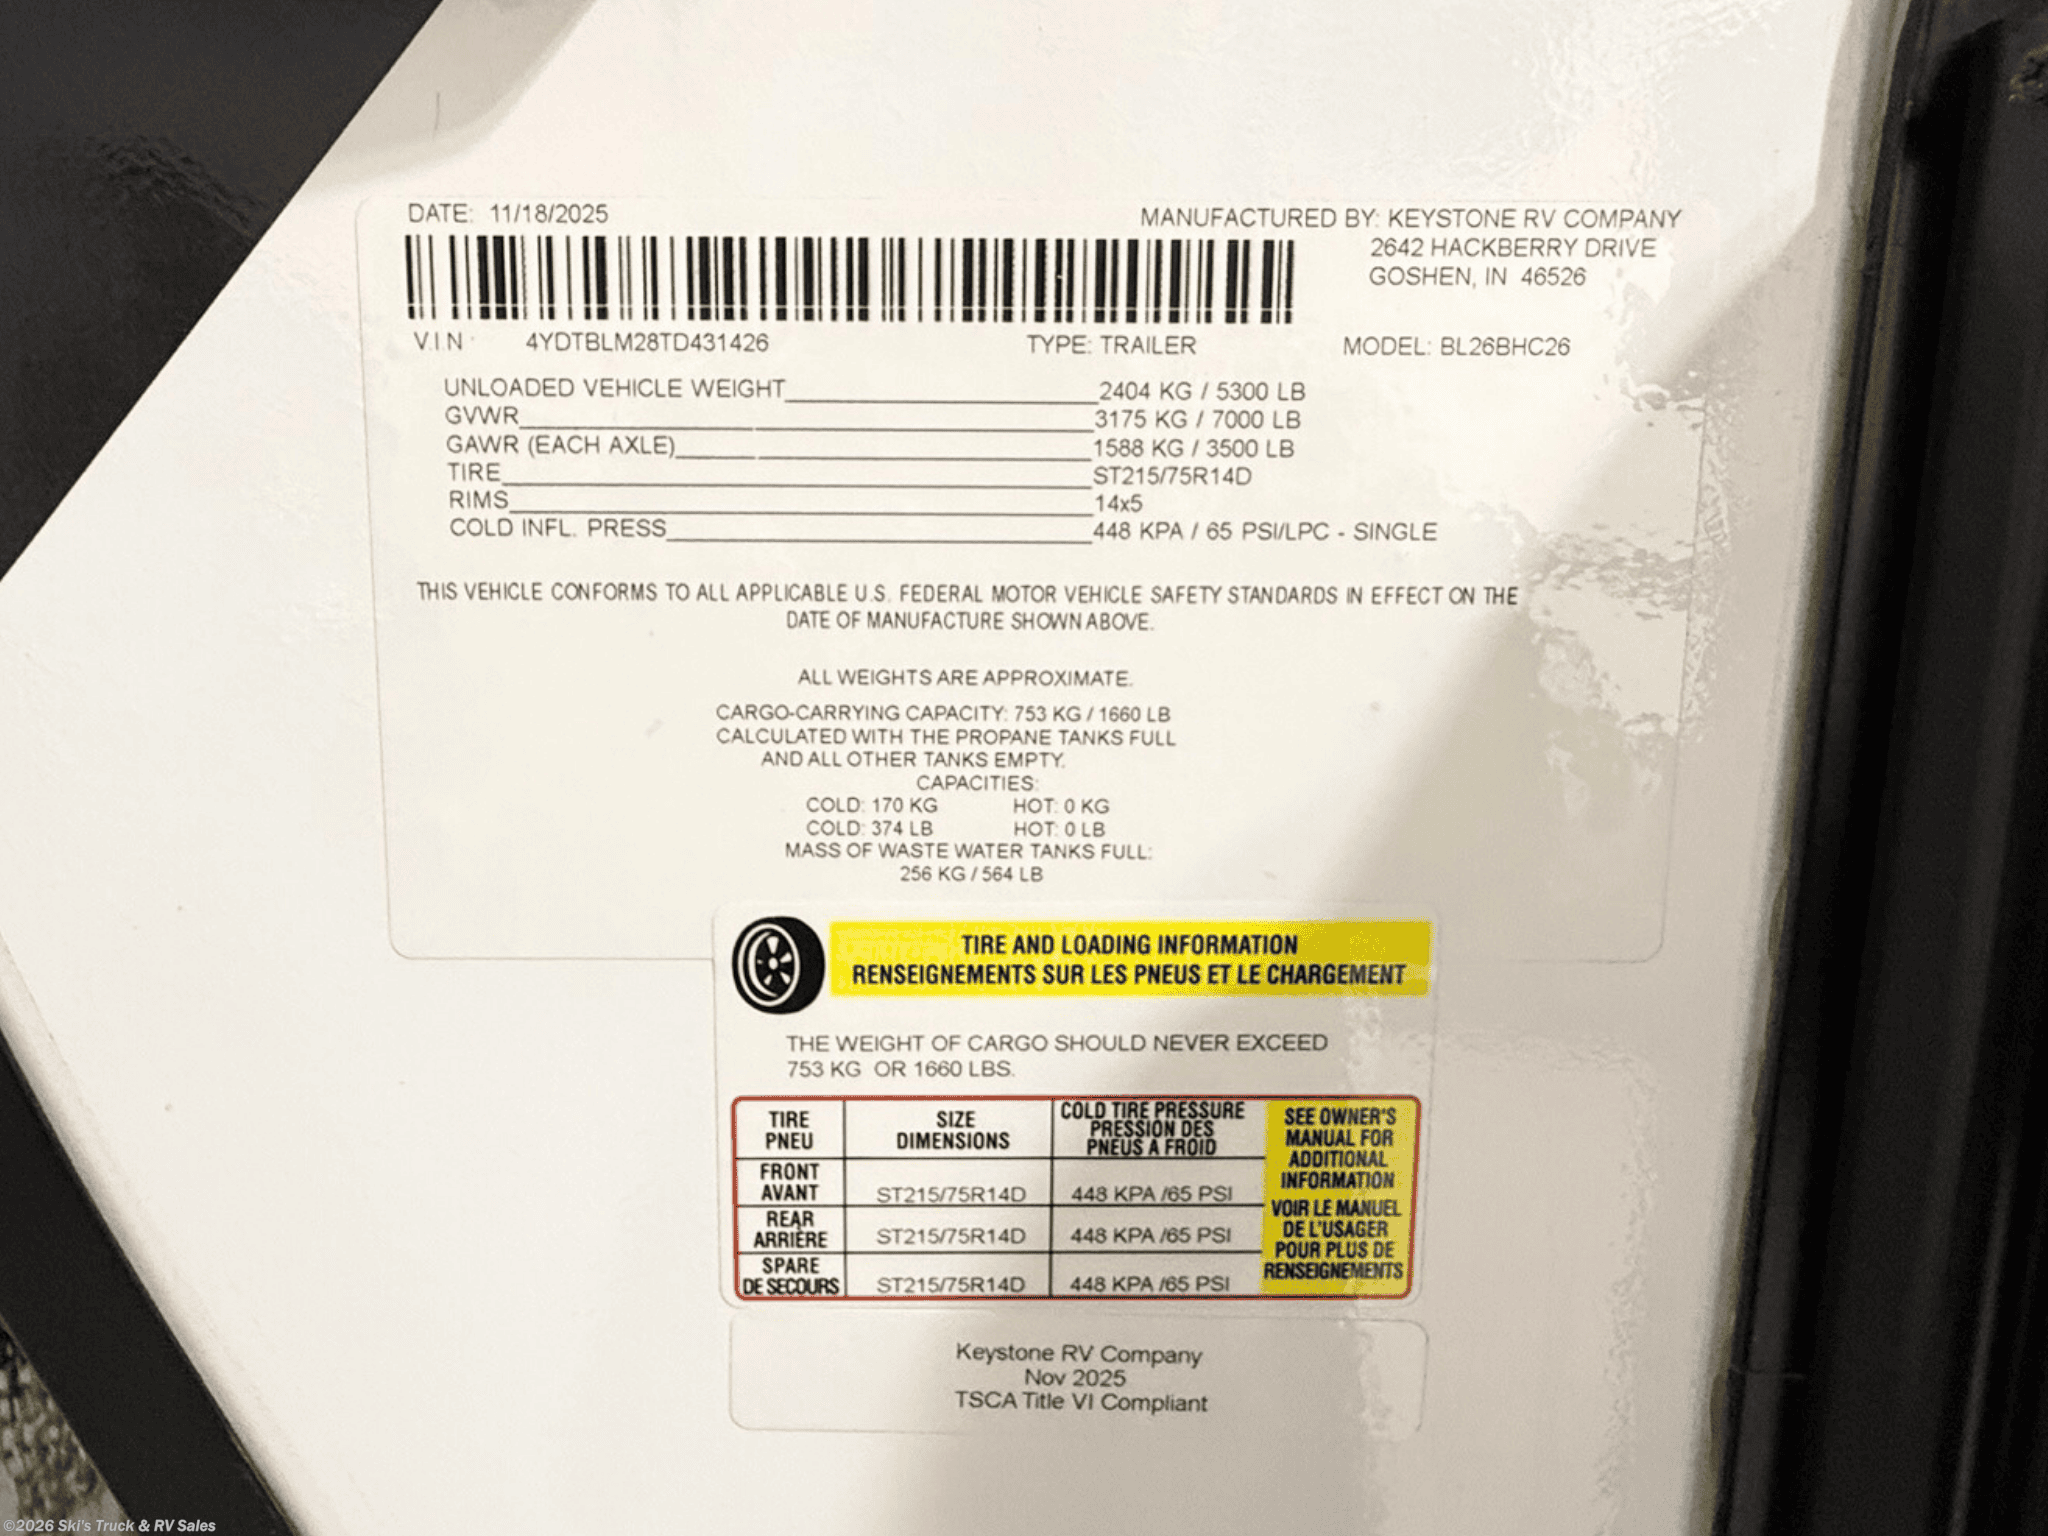 DATE: 11/18/2025
MANUFACTURED BY: KEYSTONE RV COMPANY
2642 HACKBERRY DRIVE
GOSHEN, IN 46526
V.I.N : 4YDTBLM28TD431426 TYPE: TRAILER MODEL: BL26BHC26
UNLOADED VEHICLE WEIGHT 2404 KG / 5300 LB
GVWR 3175 KG / 7000 LB
GAWR (EACH AXLE) 1588 KG / 3500 LB
TIRE ST215/75R14D
RIMS 14x5
COLD INFL. PRESS 448 KPA / 65 PSI/LPC - SINGLE
THIS VEHICLE CONFORMS TO ALL APPLICABLE U.S. FEDERAL MOTOR VEHICLE SAFETY STANDARDS IN EFFECT ON THE
DATE OF MANUFACTURE SHOWN ABOVE.
ALL WEIGHTS ARE APPROXIMATE.
CARGO-CARRYING CAPACITY: 753 KG / 1660 LB
CALCULATED WITH THE PROPANE TANKS FULL
AND ALL OTHER TANKS EMPTY.
CAPACITIES:
COLD: 170 KG HOT: 0 KG
COLD: 374 LB HOT: 0 LB
MASS OF WASTE WATER TANKS FULL:
256 KG / 564 LB
TIRE AND LOADING INFORMATION
RENSEIGNEMENTS SUR LES PNEUS ET LE CHARGEMENT
THE WEIGHT OF CARGO SHOULD NEVER EXCEED
753 KG OR 1660 LBS.
TIRE
PNEU
SIZE
DIMENSIONS
COLD TIRE PRESSURE
PRESSION DES
PNEUS A FROID
FRONT
AVANT
ST215/75R14D
448 KPA /65 PSI
REAR
ARRIÈRE
ST215/75R14D
448 KPA /65 PSI
SPARE
DE SECOURS
ST215/75R14D
448 KPA /65 PSI
SEE OWNER'S
MANUAL FOR
ADDITIONAL
INFORMATION
VOIR LE MANUEL
DE L'USAGER
POUR PLUS DE
RENSEIGNEMENTS
Keystone RV Company
Nov 2025
TSCA Title VI Compliant
©2026 Ski's Truck & RV Sales